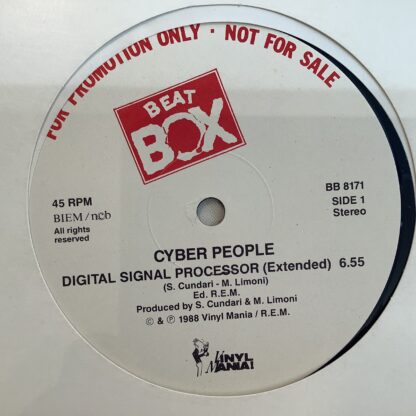 FOR PROMOTION ONLY · NOT FOR SALE
BEAT
BOX
45 RPM
BIEM/ncb
All rights
reserved
BB 8171
SIDE 1
Stereo
CYBER PEOPLE
DIGITAL SIGNAL PROCESSOR (Extended) 6.55
(S. Cundari - M. Limoni)
Ed. R.E.M.
Produced by S. Cundari & M. Limoni
© & ℗ 1988 Vinyl Mania / R.E.M.
VINYL
MANIA!